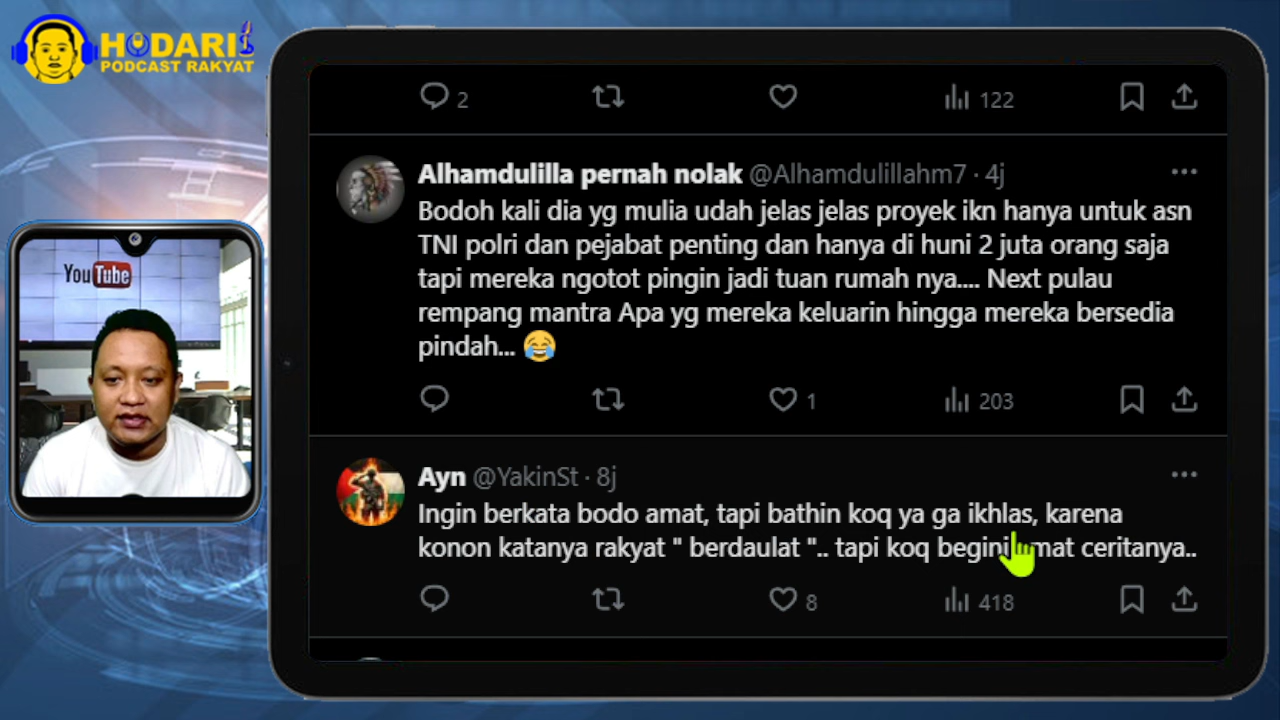 HODARI
PODCAST RAKYAT
YouTube
2
122
Alhamdulilla pernah nolak @Alhamdulillahm7 · 4j
Bodoh kali dia yg mulia udah jelas jelas proyek ikn hanya untuk asn
TNI polri dan pejabat penting dan hanya di huni 2 juta orang saja
tapi mereka ngotot pingin jadi tuan rumah nya.... Next pulau
rempang mantra Apa yg mereka keluarin hingga mereka bersedia
pindah... 😂
1
203
Ayn @YakinSt · 8j
Ingin berkata bodo amat, tapi bathin koq ya ga ikhlas, karena
konon katanya rakyat " berdaulat ".. tapi koq begini ceritanya..
8
418